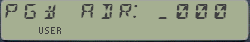 PGM ADR: _000
USER